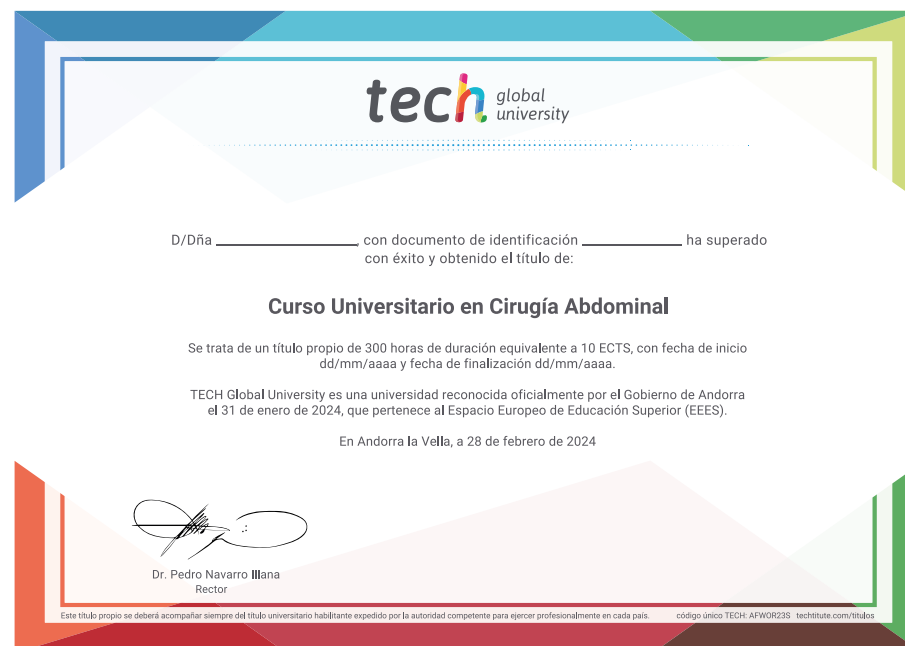 tech global university
D/Dña ______________, con documento de identificación __________ ha superado
con éxito y obtenido el título de:
Curso Universitario en Cirugía Abdominal
Se trata de un título propio de 300 horas de duración equivalente a 10 ECTS, con fecha de inicio
dd/mm/aaaa y fecha de finalización dd/mm/aaaa.
TECH Global University es una universidad reconocida oficialmente por el Gobierno de Andorra
el 31 de enero de 2024, que pertenece al Espacio Europeo de Educación Superior (EEES).
En Andorra la Vella, a 28 de febrero de 2024
Dr. Pedro Navarro Illana
Rector
Este título propio se deberá acompañar siempre del título universitario habilitante expedido por la autoridad competente para ejercer profesionalmente en cada país. código único TECH: AFWOR23S techtitute.com/titulos